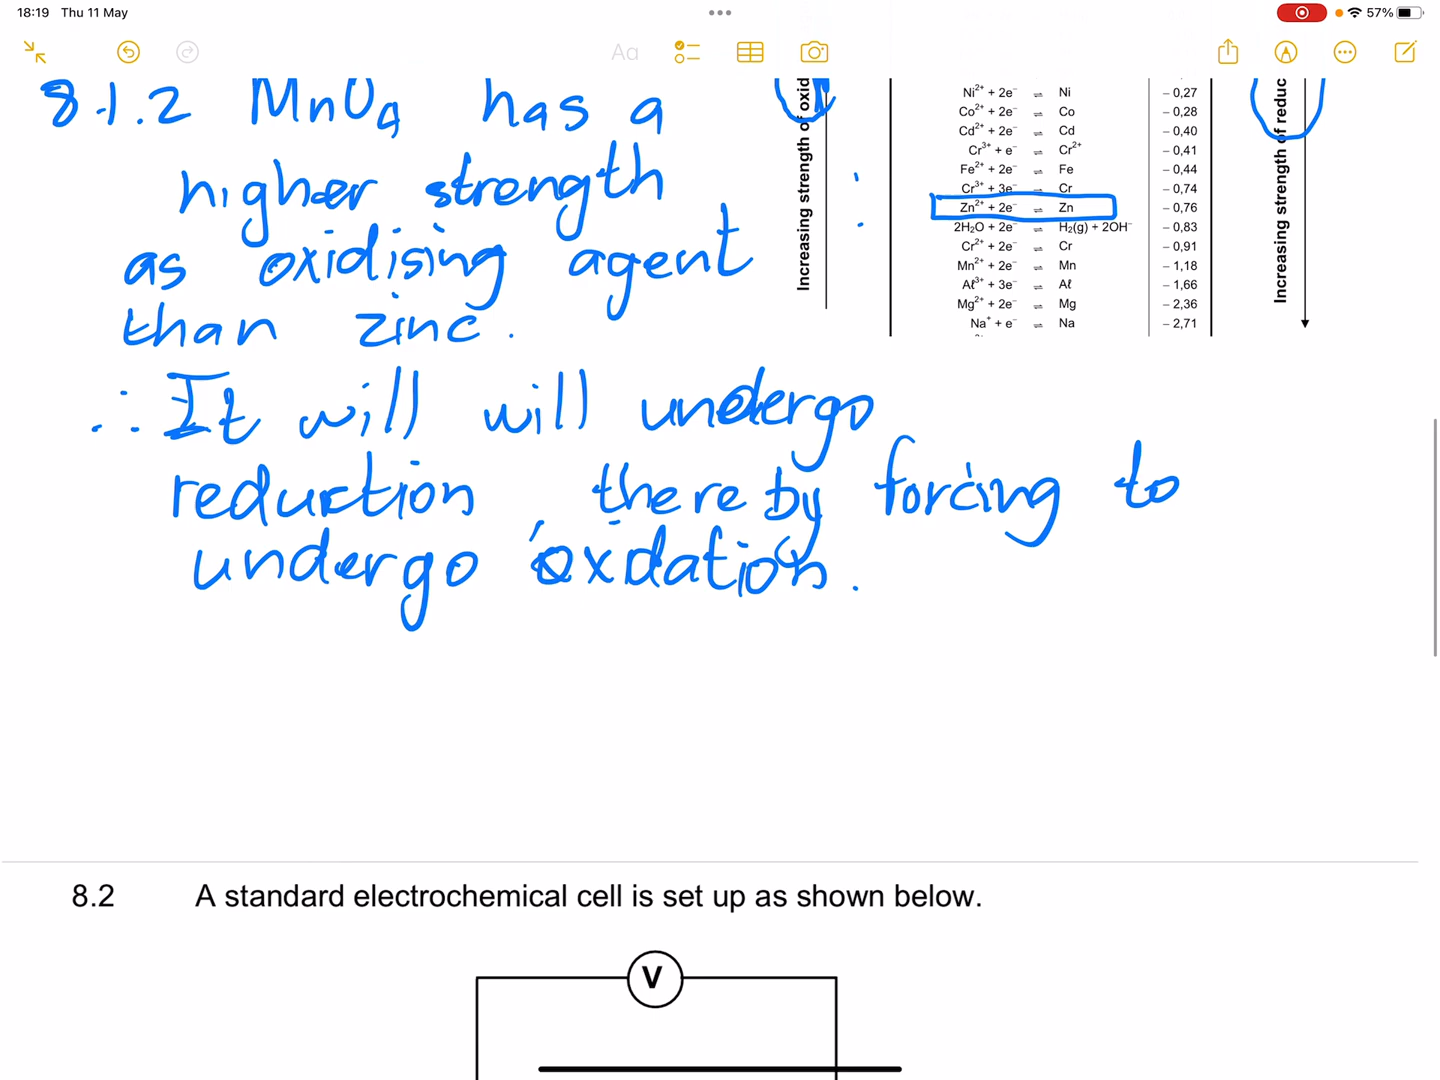 18:19 Thu 11 May
57%
Aa
8.1.2 MnO4 has a
higher strength
as oxidising agent
than zinc.
∴ It will will undergo
reduction thereby forcing to
undergo oxidation.
Increasing strength of oxid
Ni²⁺ + 2e⁻ ⇌ Ni − 0,27
Co²⁺ + 2e⁻ ⇌ Co − 0,28
Cd²⁺ + 2e⁻ ⇌ Cd − 0,40
Cr³⁺ + e⁻ ⇌ Cr²⁺ − 0,41
Fe²⁺ + 2e⁻ ⇌ Fe − 0,44
Cr³⁺ + 3e⁻ ⇌ Cr − 0,74
Zn²⁺ + 2e⁻ ⇌ Zn − 0,76
2H₂O + 2e⁻ ⇌ H₂(g) + 2OH⁻ − 0,83
Cr²⁺ + 2e⁻ ⇌ Cr − 0,91
Mn²⁺ + 2e⁻ ⇌ Mn − 1,18
Aℓ³⁺ + 3e⁻ ⇌ Aℓ − 1,66
Mg²⁺ + 2e⁻ ⇌ Mg − 2,36
Na⁺ + e⁻ ⇌ Na − 2,71
Increasing strength of reduc
8.2 A standard electrochemical cell is set up as shown below.
V